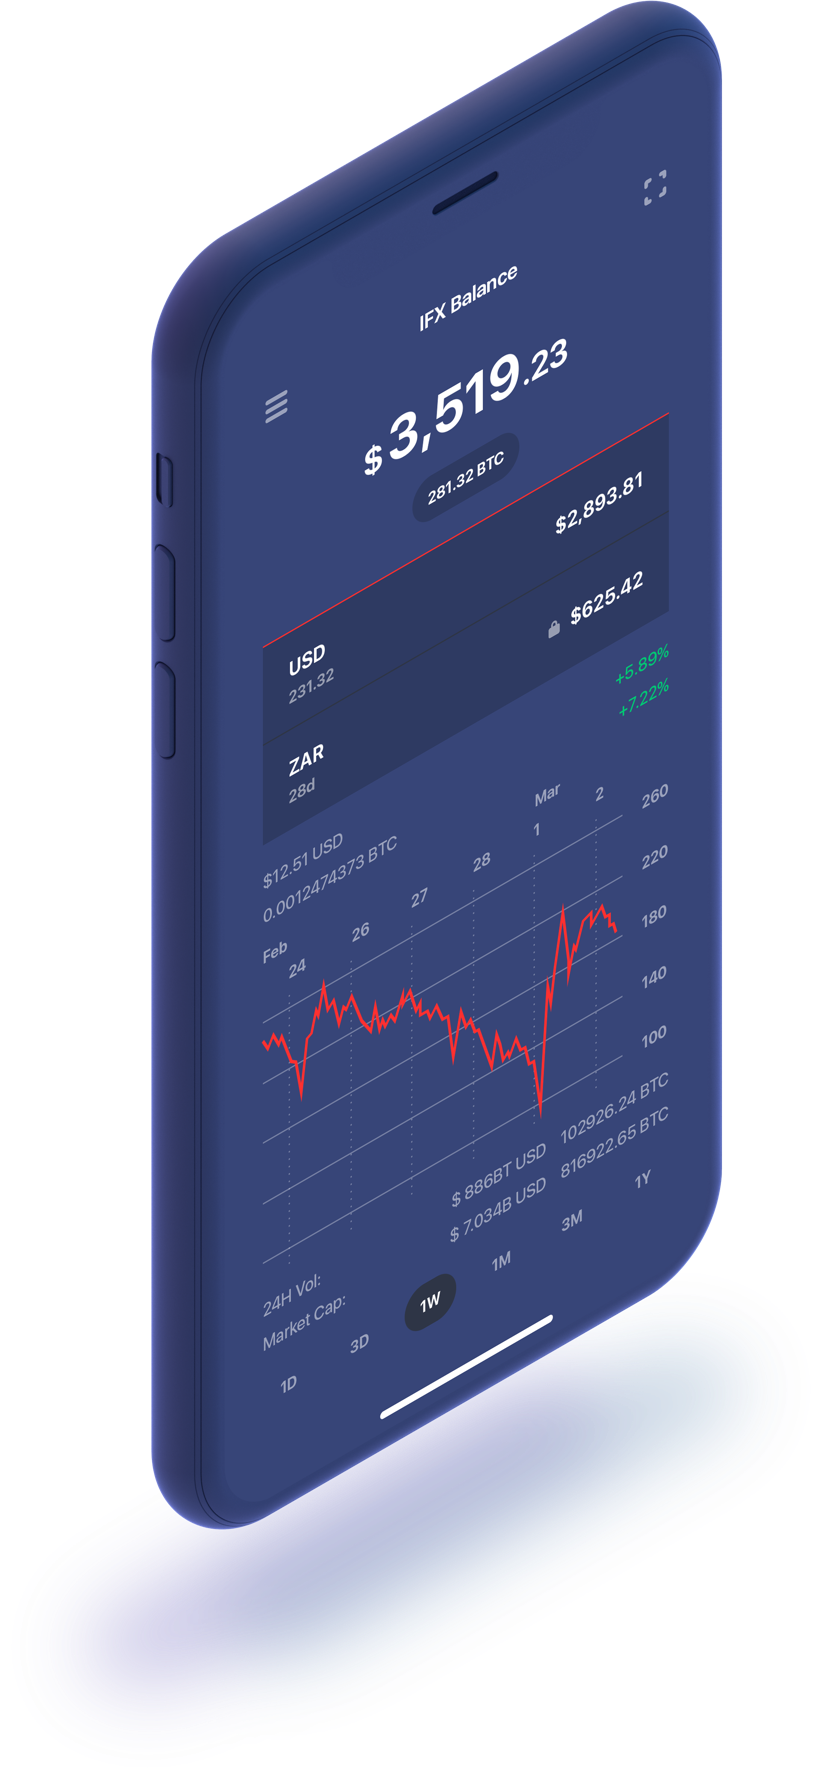 IFX Balance
$3,519.23
281.32 BTC
USD
231.32
$2,893.81
ZAR
28d
$625.42
$12.51 USD
+5.89%
0.0012474373 BTC
+7.22%
Feb
Mar
24
26
27
28
1
2
260
220
180
140
100
24H Vol:
$ 886BT USD
102926.24 BTC
Market Cap:
$ 7.034B USD
816922.65 BTC
1D
3D
1W
1M
3M
1Y